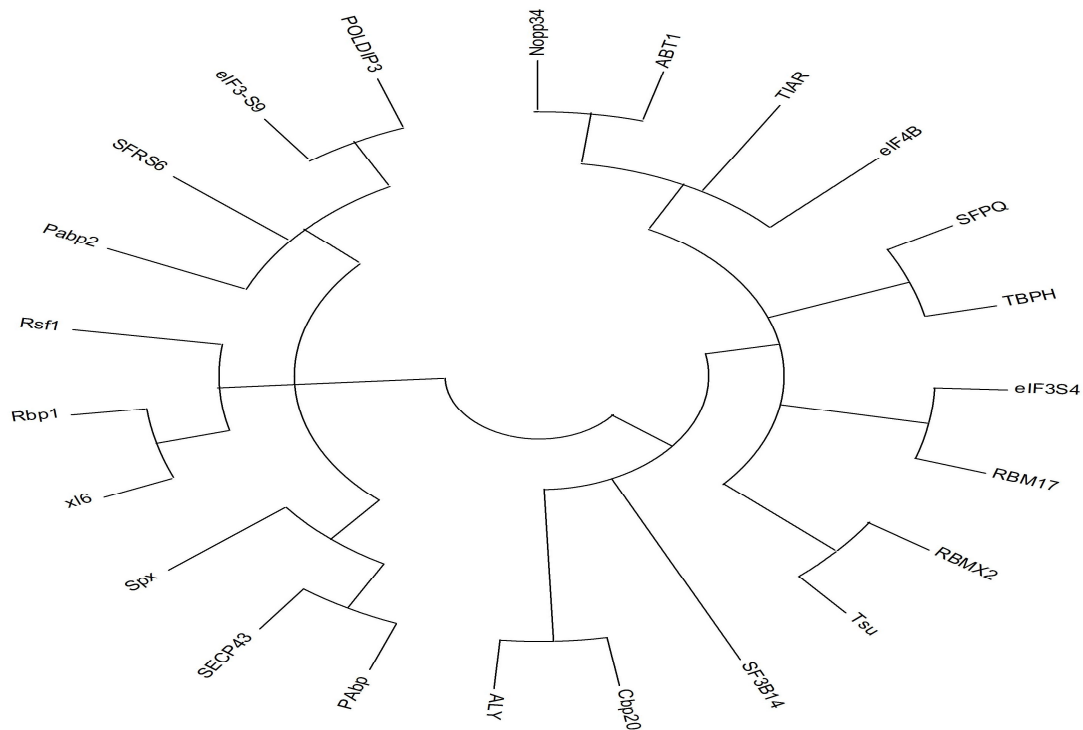 Nopp34
ABT1
TIAR
eIF4B
SFPQ
TBPH
eIF3S4
RBM17
RBMX2
Tsu
SF3B14
Cbp20
ALY
PAbp
SECP43
Spx
xl6
Rbp1
Rsf1
Pabp2
SFRS6
eIF3-S9
POLDIP3